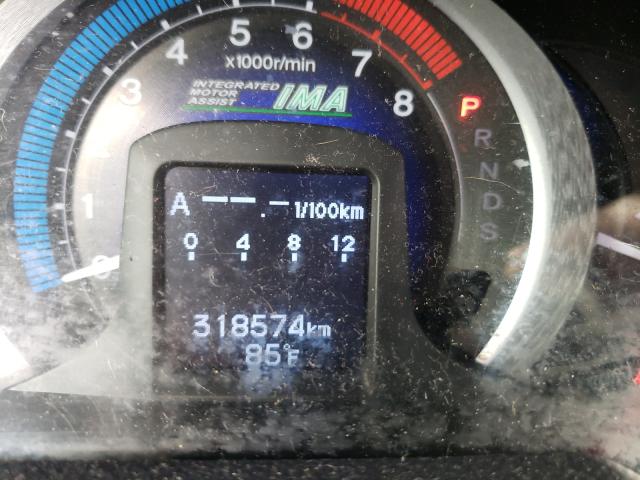 5 6
4 7
x1000r/min
3 8
INTEGRATED
MOTOR
ASSIST IMA
P
R
N
D
S
1
0
A --.- l/100km
0 4 8 12
318574km
85°F